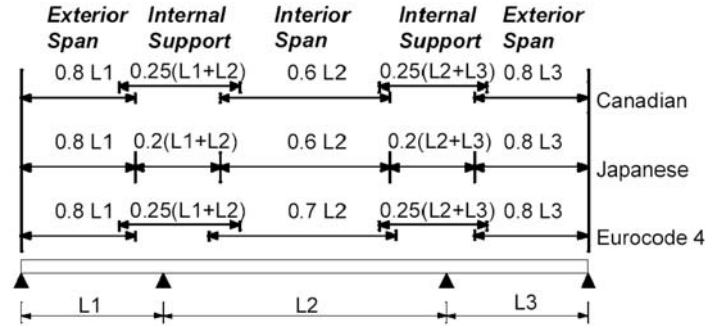 Exterior Span Internal Support Interior Span Internal Support Exterior Span
0.8 L1 0.25(L1+L2) 0.6 L2 0.25(L2+L3) 0.8 L3
Canadian
0.8 L1 0.2(L1+L2) 0.6 L2 0.2(L2+L3) 0.8 L3
Japanese
0.8 L1 0.25(L1+L2) 0.7 L2 0.25(L2+L3) 0.8 L3
Eurocode 4
L1 L2 L3